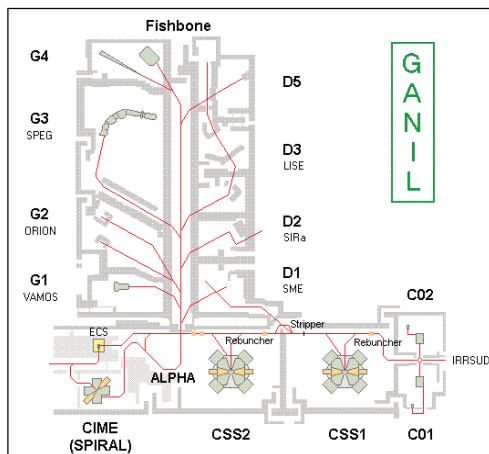 Fishbone
G4
G3
SPEG
G2
ORION
G1
VAMOS
D5
D3
LISE
D2
SIRa
D1
SME
GANIL
C02
ECS
Stripper
Rebuncher
Rebuncher
IRRSUD
ALPHA
CIME
(SPIRAL)
CSS2
CSS1
C01